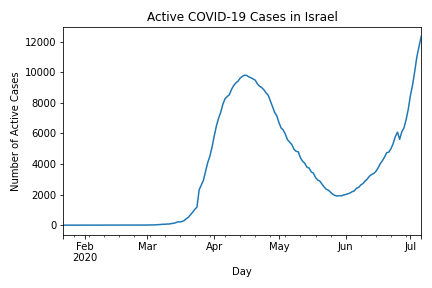 Active COVID-19 Cases in Israel
Number of Active Cases
12000
10000
8000
6000
4000
2000
0
Feb
2020
Mar
Apr
May
Jun
Jul
Day